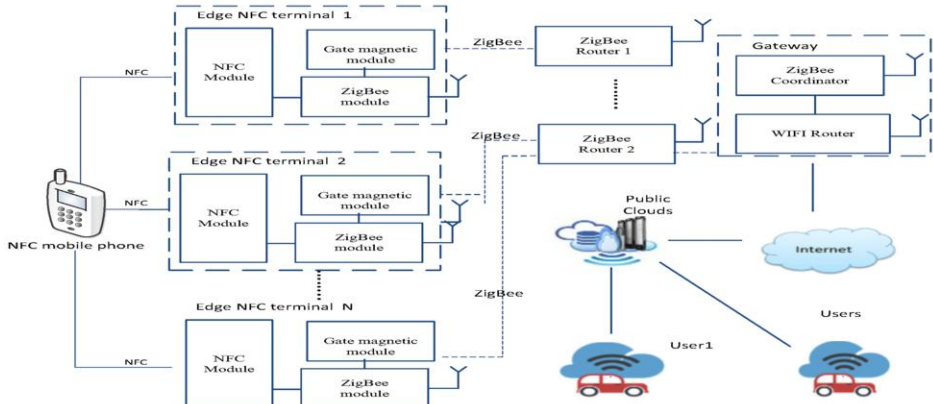 Edge NFC terminal 1
NFC
Module
Gate magnetic
module
ZigBee
module
NFC
ZigBee
ZigBee
Router 1
Gateway
ZigBee
Coordinator
WIFI Router
ZigBee
ZigBee
Router 2
Edge NFC terminal 2
NFC
Module
Gate magnetic
module
ZigBee
module
NFC
NFC mobile phone
Public
Clouds
Internet
Edge NFC terminal N
NFC
Module
Gate magnetic
module
ZigBee
module
NFC
ZigBee
User1
Users